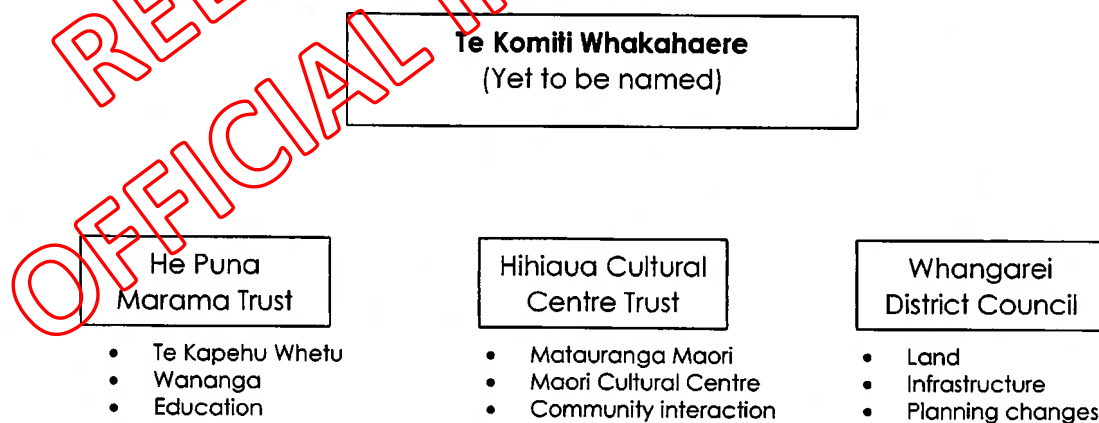 RE
OFFICIAL
Te Komiti Whakahaere
(Yet to be named)
He Puna
Marama Trust
Hihiaua Cultural
Centre Trust
Whangarei
District Council
• Te Kapehu Whetu
• Wananga
• Education
• Matauranga Maori
• Maori Cultural Centre
• Community interaction
• Land
• Infrastructure
• Planning changes